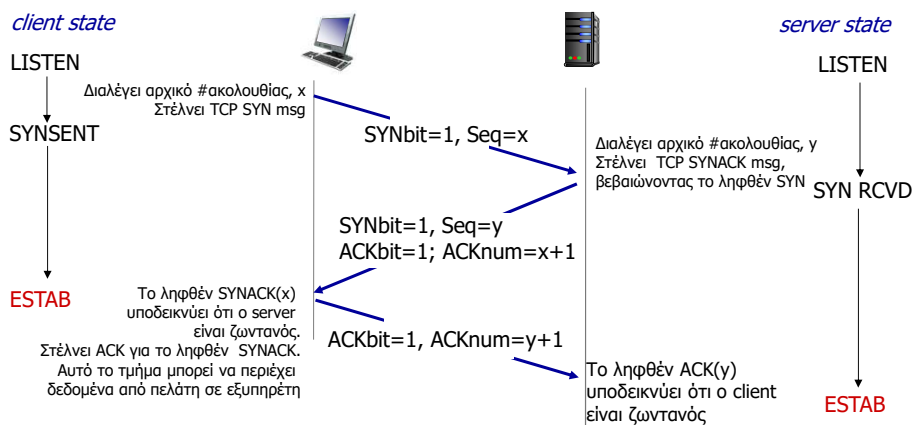 client state
server state
LISTEN
LISTEN
Διαλέγει αρχικό #ακολουθίας, x
Στέλνει TCP SYN msg
SYNSENT
SYNbit=1, Seq=x
Διαλέγει αρχικό #ακολουθίας, y
Στέλνει TCP SYNACK msg,
βεβαιώνοντας το ληφθέν SYN
SYN RCVD
SYNbit=1, Seq=y
ACKbit=1; ACKnum=x+1
ESTAB
Το ληφθέν SYNACK(x)
υποδεικνύει ότι ο server
είναι ζωντανός.
Στέλνει ACK για το ληφθέν SYNACK.
Αυτό το τμήμα μπορεί να περιέχει
δεδομένα από πελάτη σε εξυπηρέτη
ACKbit=1, ACKnum=y+1
Το ληφθέν ACK(y)
υποδεικνύει ότι ο client
είναι ζωντανός
ESTAB